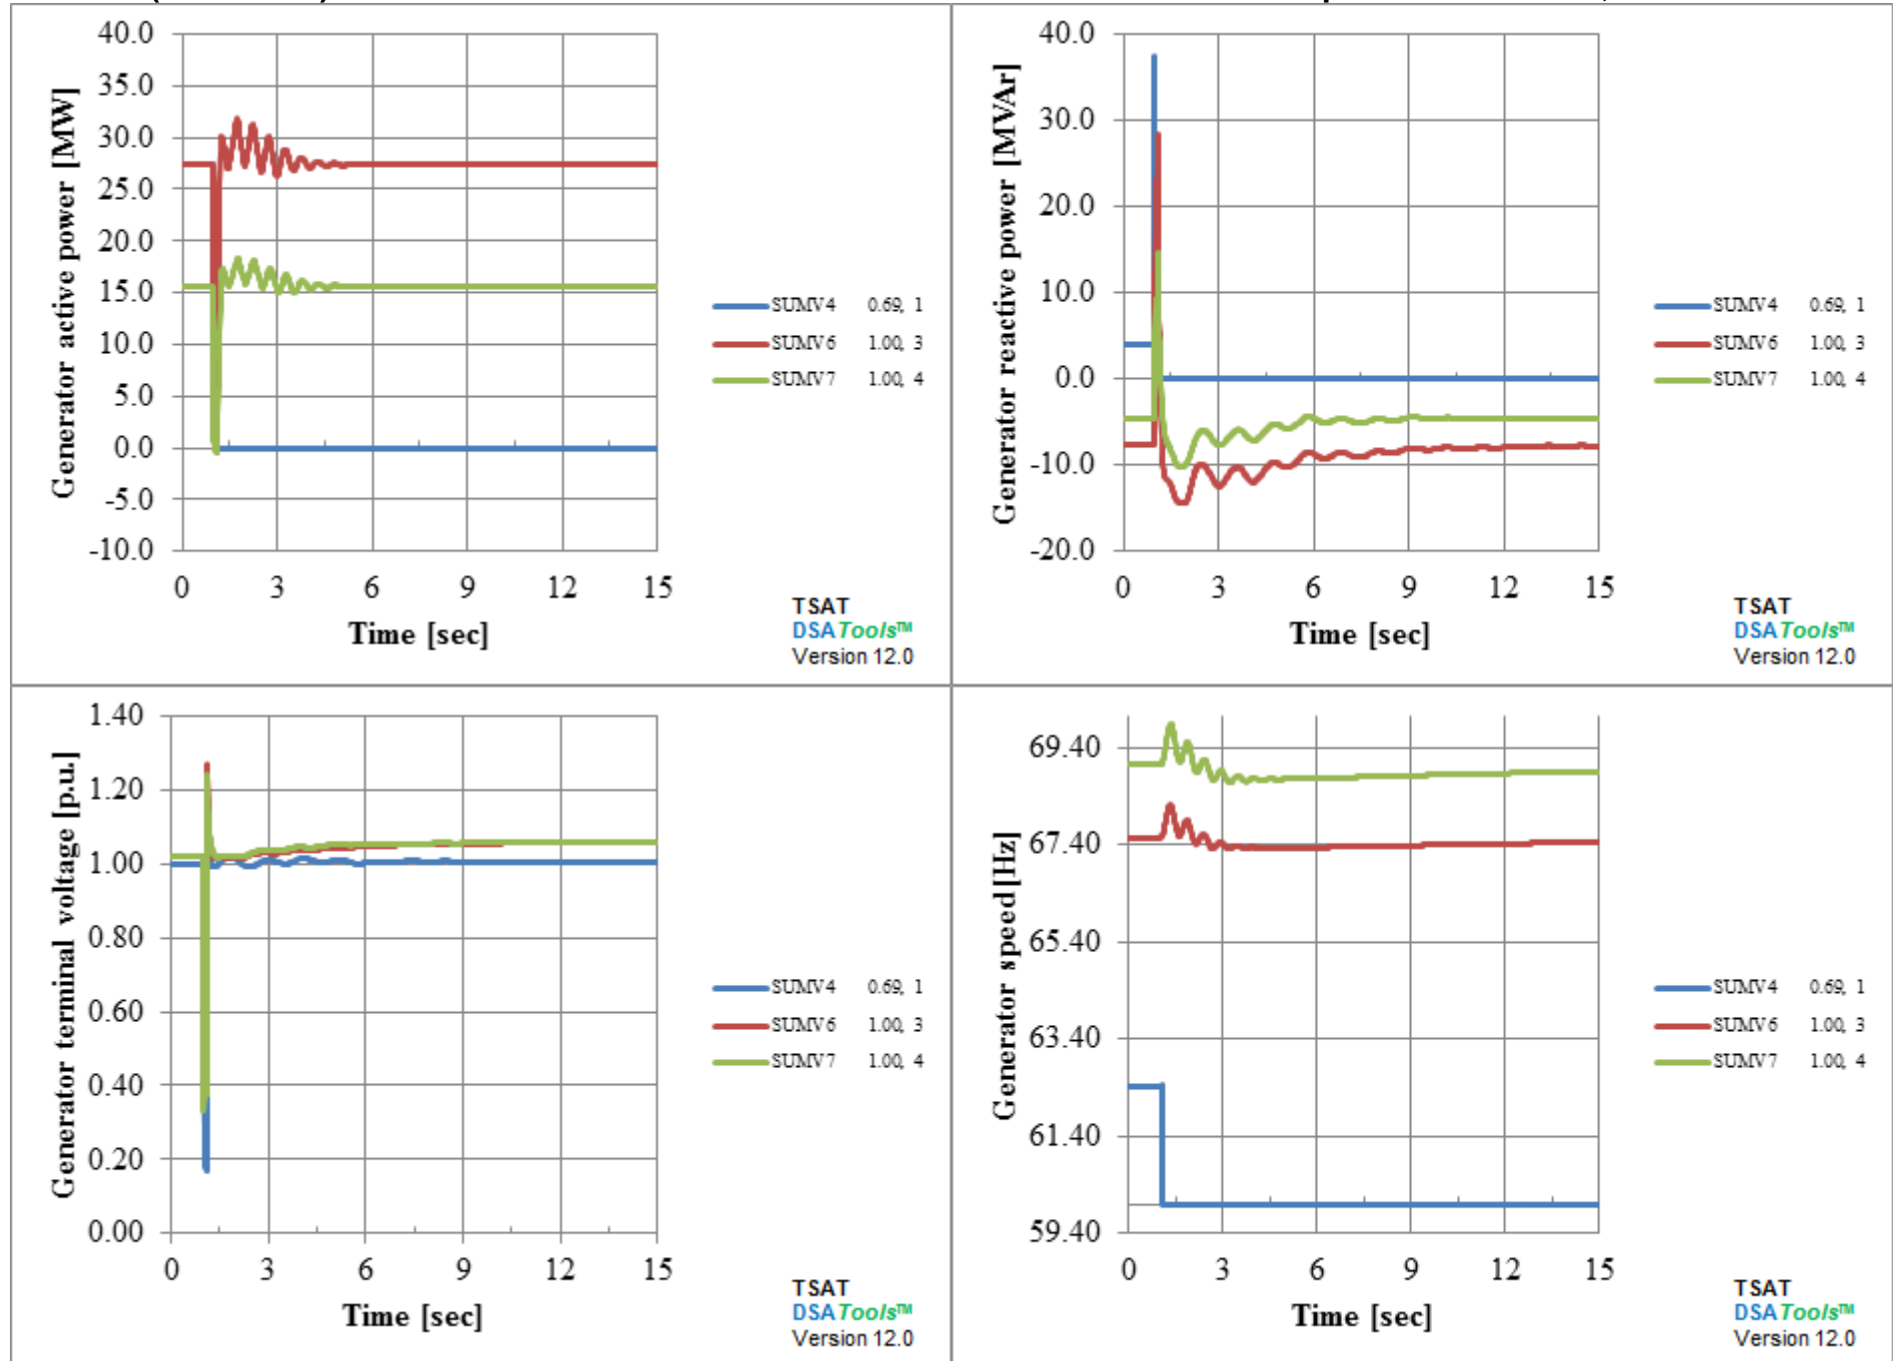 40.0
35.0
30.0
25.0
20.0
15.0
10.0
5.0
0.0
-5.0
-10.0
0 3 6 9 12 15
Generator active power [MW]
Time [sec]
SUMV4 0.69, 1
SUMV6 1.00, 3
SUMV7 1.00, 4
TSAT
DSATools™
Version 12.0
40.0
30.0
20.0
10.0
0.0
-10.0
-20.0
0 3 6 9 12 15
Generator reactive power [MVAr]
Time [sec]
SUMV4 0.69, 1
SUMV6 1.00, 3
SUMV7 1.00, 4
TSAT
DSATools™
Version 12.0
1.40
1.20
1.00
0.80
0.60
0.40
0.20
0.00
0 3 6 9 12 15
Generator terminal voltage [p.u.]
Time [sec]
SUMV4 0.69, 1
SUMV6 1.00, 3
SUMV7 1.00, 4
TSAT
DSATools™
Version 12.0
69.40
67.40
65.40
63.40
61.40
59.40
0 3 6 9 12 15
Generator speed[Hz]
Time [sec]
SUMV4 0.69, 1
SUMV6 1.00, 3
SUMV7 1.00, 4
TSAT
DSATools™
Version 12.0